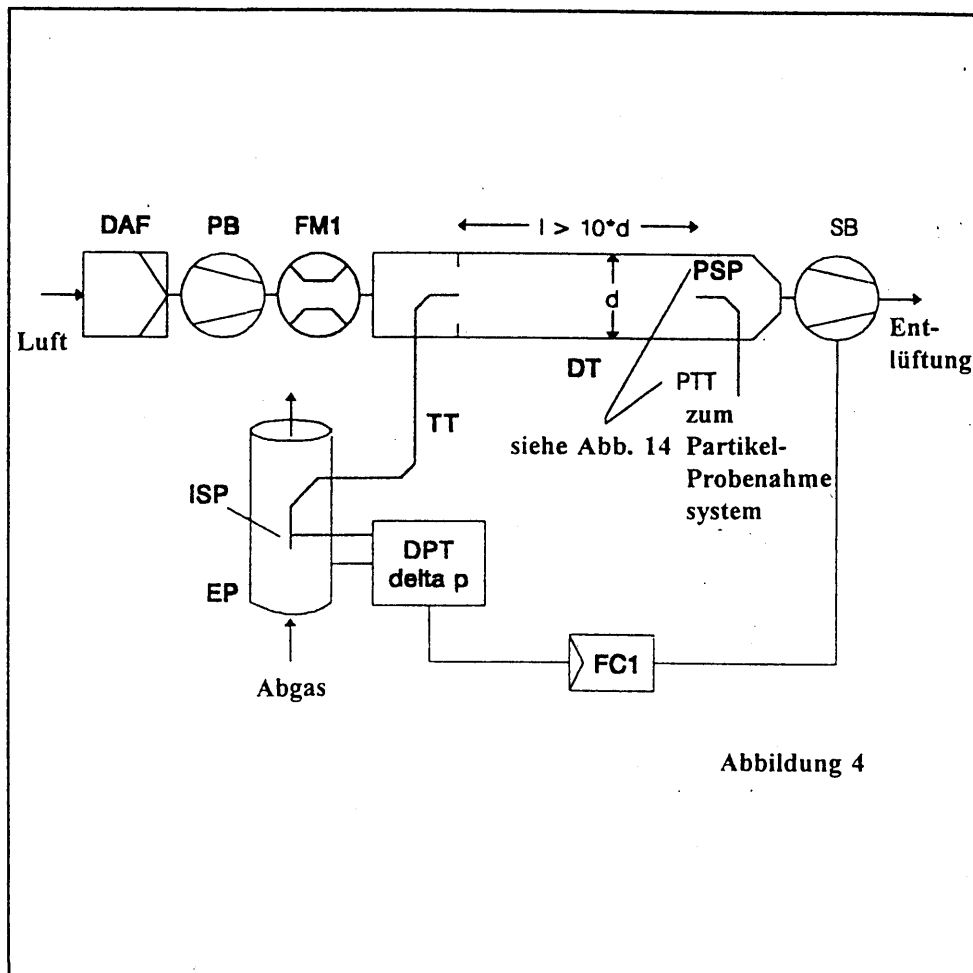 DAF PB FM1 l > 10*d SB
PSP
d
Luft
Ent-
lüftung
DT
PTT
TT
zum
siehe Abb. 14 Partikel-
Probenahme
system
ISP
DPT
delta p
EP
FC1
Abgas
Abbildung 4